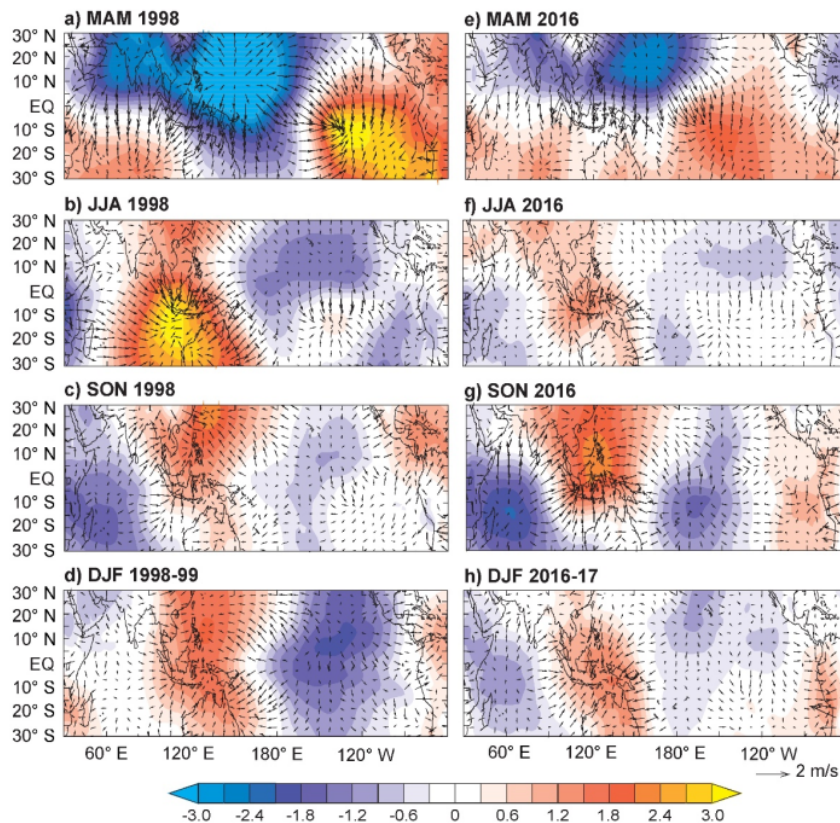 a) MAM 1998
e) MAM 2016
30° N
20° N
10° N
EQ
10° S
20° S
30° S
b) JJA 1998
f) JJA 2016
30° N
20° N
10° N
EQ
10° S
20° S
30° S
c) SON 1998
g) SON 2016
30° N
20° N
10° N
EQ
10° S
20° S
30° S
d) DJF 1998-99
h) DJF 2016-17
30° N
20° N
10° N
EQ
10° S
20° S
30° S
60° E 120° E 180° E 120° W 60° E 120° E 180° E 120° W
2 m/s
-3.0 -2.4 -1.8 -1.2 -0.6 0 0.6 1.2 1.8 2.4 3.0